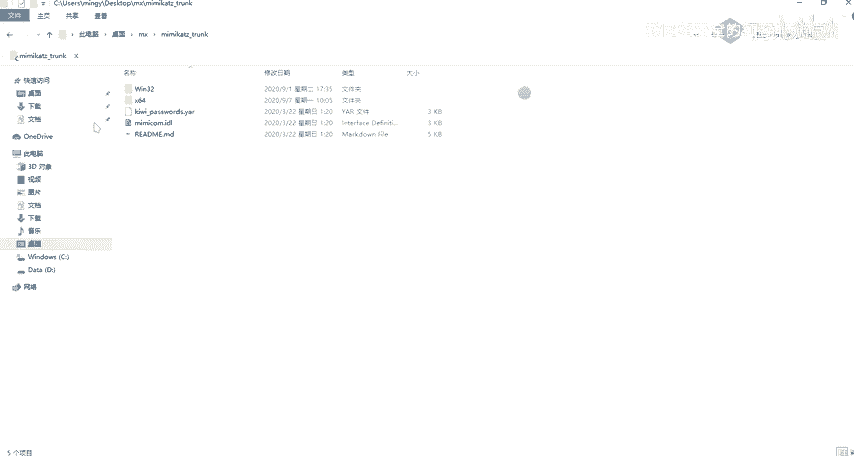 C:\Users\mingy\Desktop\mx\mimikatz_trunk
文件 主页 共享 查看
此电脑 桌面 mx mimikatz_trunk
mimikatz_trunk X
名称 修改日期 类型 大小
快速访问
桌面
下载
文档
OneDrive
此电脑
3D 对象
视频
图片
文档
下载
音乐
桌面
Windows (C:)
Data (D:)
网络
Win32 2020/9/1 星期二 17:35 文件夹
x64 2020/9/7 星期一 10:05 文件夹
kiwi_passwords.yar 2020/3/22 星期日 1:20 YAR 文件 3 KB
mimicom.idl 2020/3/22 星期日 1:20 Interface Definiti... 3 KB
README.md 2020/3/22 星期日 1:20 Markdown File 5 KB
5 个项目